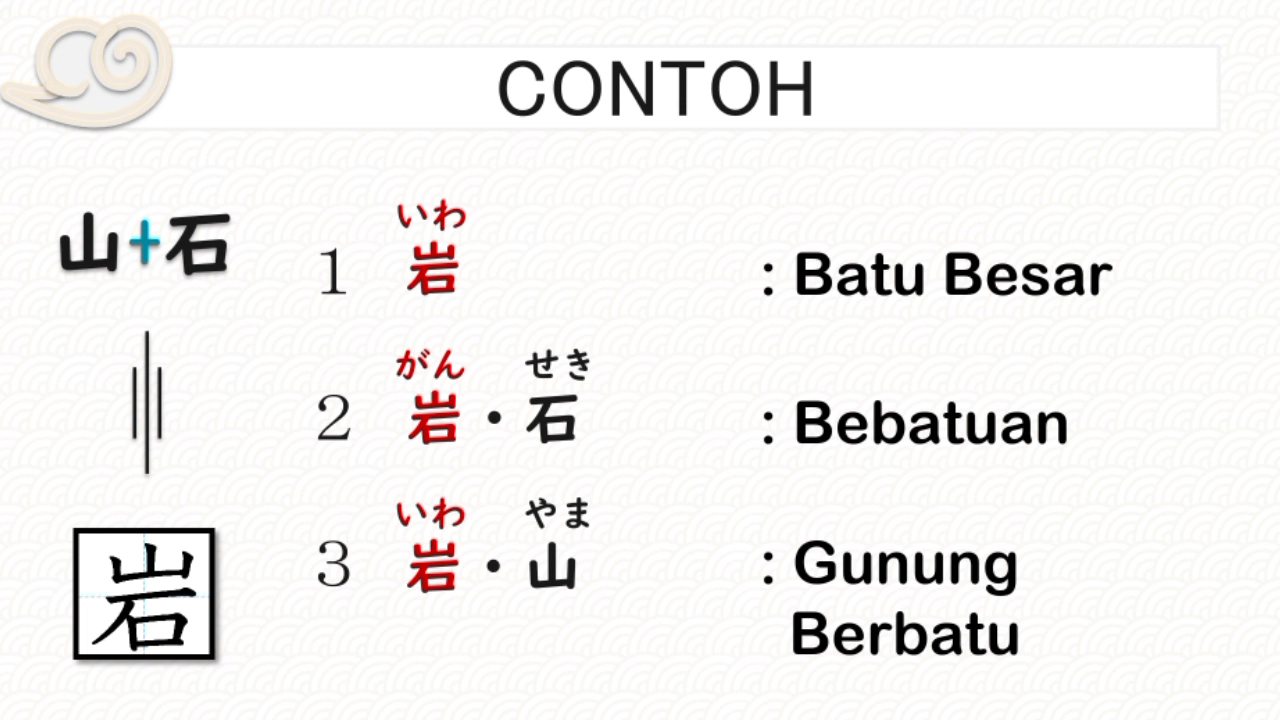 CONTOH
山+石
岩
いわ
1 岩 : Batu Besar
がん せき
2 岩・石 : Bebatuan
いわ やま
3 岩・山 : Gunung
Berbatu